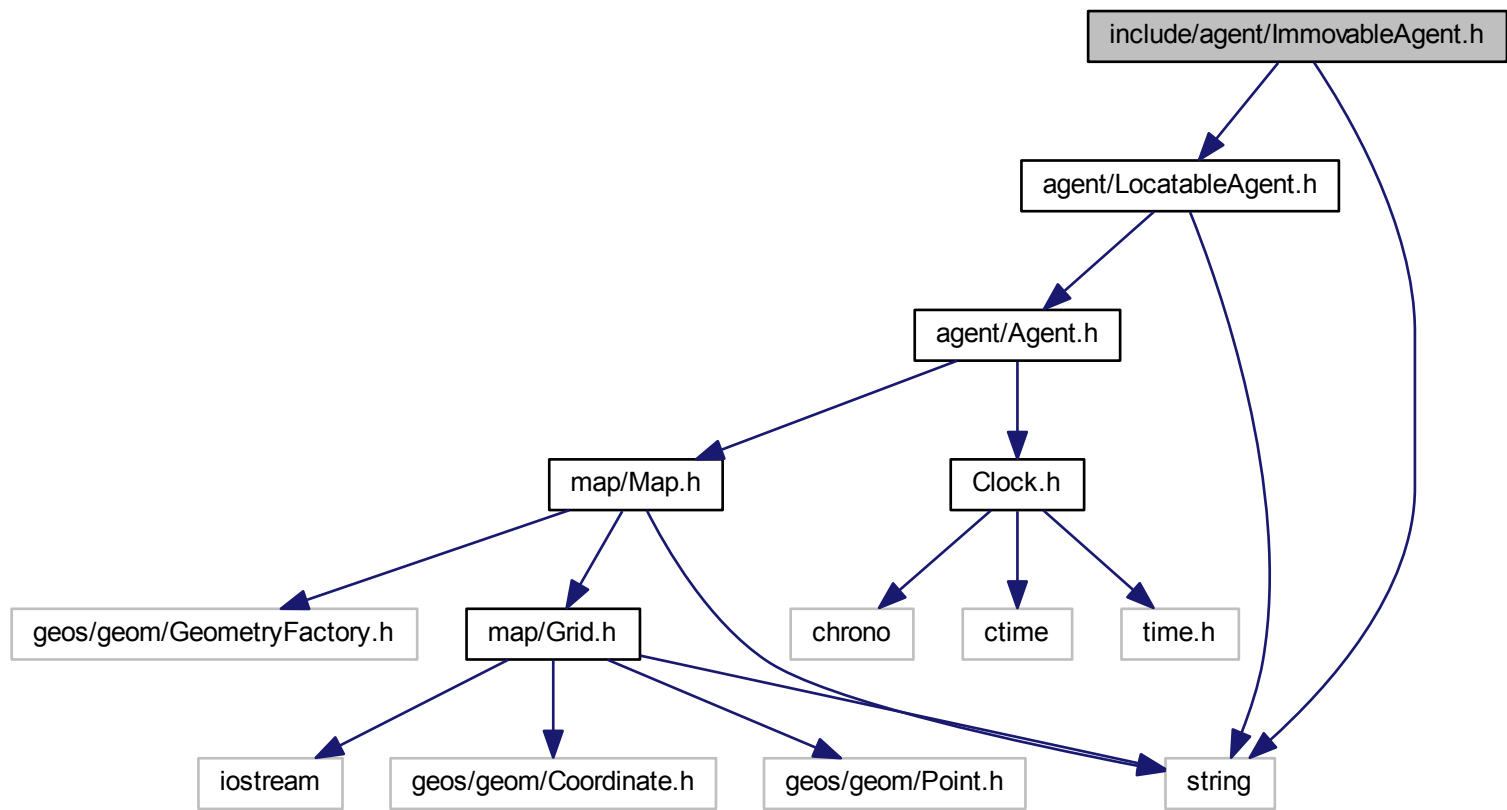 include/agent/ImmovableAgent.h
agent/LocatableAgent.h
agent/Agent.h
map/Map.h
Clock.h
geos/geom/GeometryFactory.h
map/Grid.h
chrono
ctime
time.h
iostream
geos/geom/Coordinate.h
geos/geom/Point.h
string